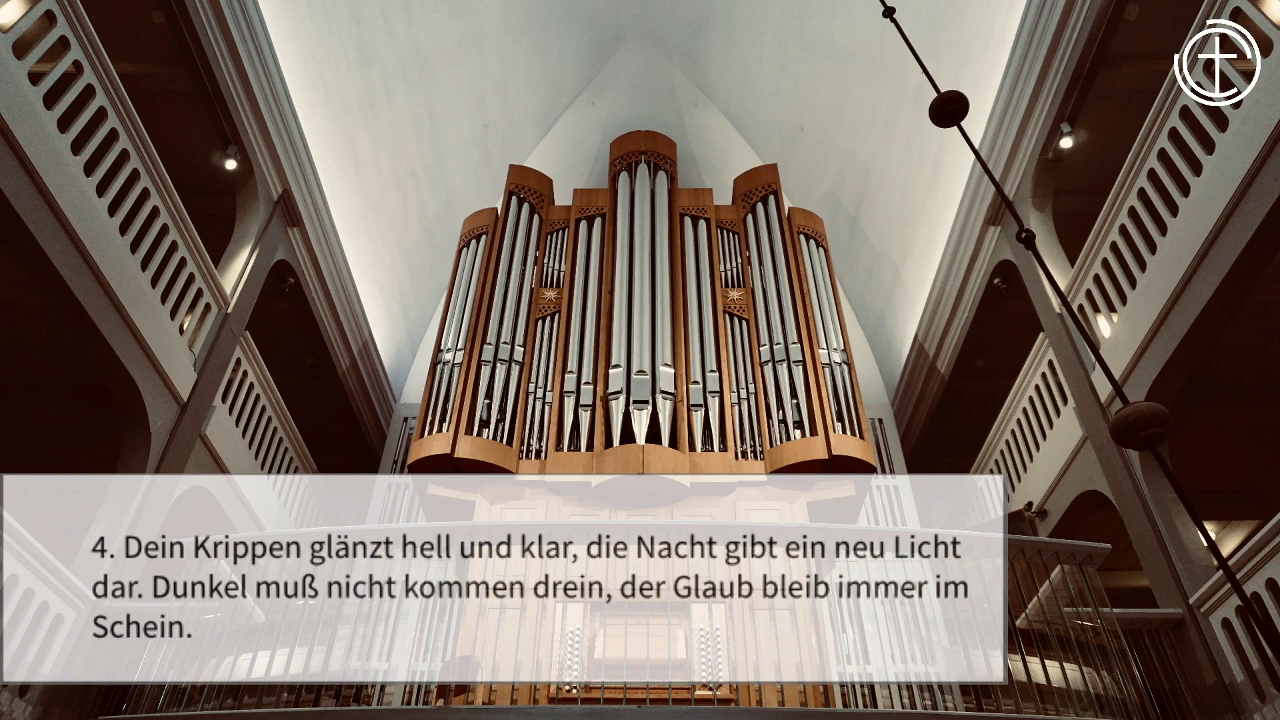 4. Dein Krippen glänzt hell und klar, die Nacht gibt ein neu Licht
dar. Dunkel muß nicht kommen drein, der Glaub bleib immer im
Schein.